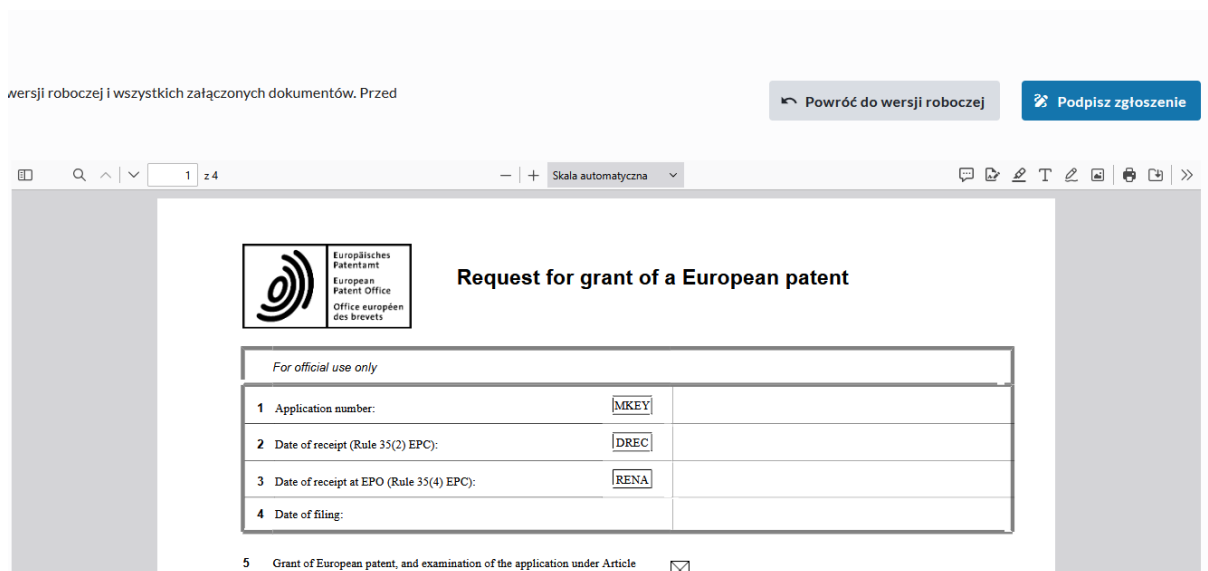 wersji roboczej i wszystkich załączonych dokumentów. Przed
Powróć do wersji roboczej
Podpisz zgłoszenie
1 z 4
Skala automatyczna
Europäisches
Patentamt
European
Patent Office
Office européen
des brevets
Request for grant of a European patent
For official use only
1 Application number: MKEY
2 Date of receipt (Rule 35(2) EPC): DREC
3 Date of receipt at EPO (Rule 35(4) EPC): RENA
4 Date of filing:
5 Grant of European patent, and examination of the application under Article